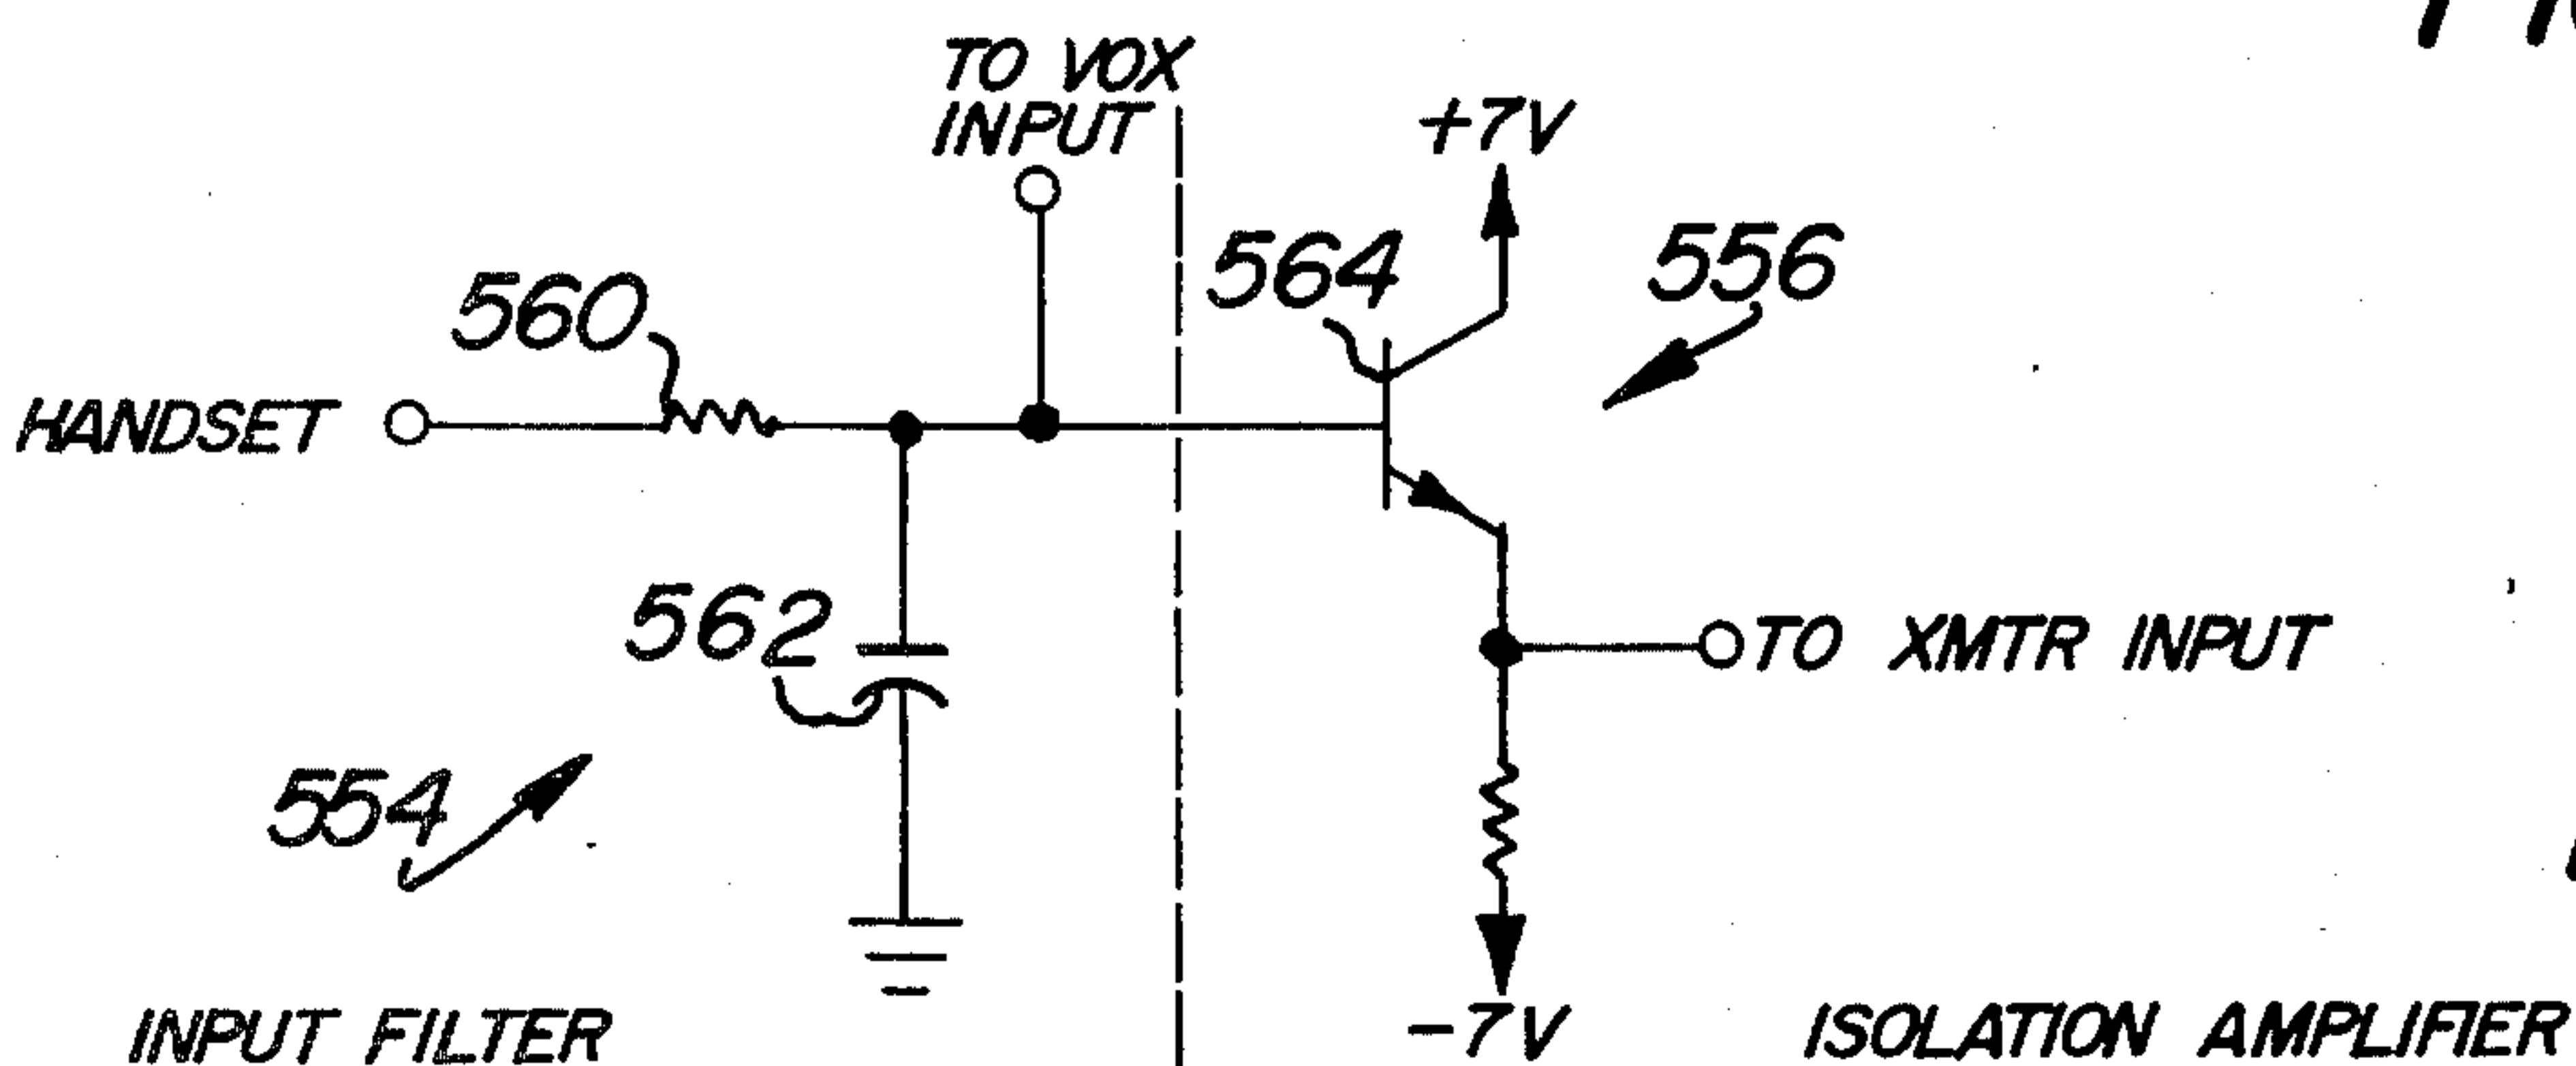 TO VOX
INPUT
+7V
564
556
560
HANDSET
562
TO XMTR INPUT
554
-7V
INPUT FILTER
ISOLATION AMPLIFIER